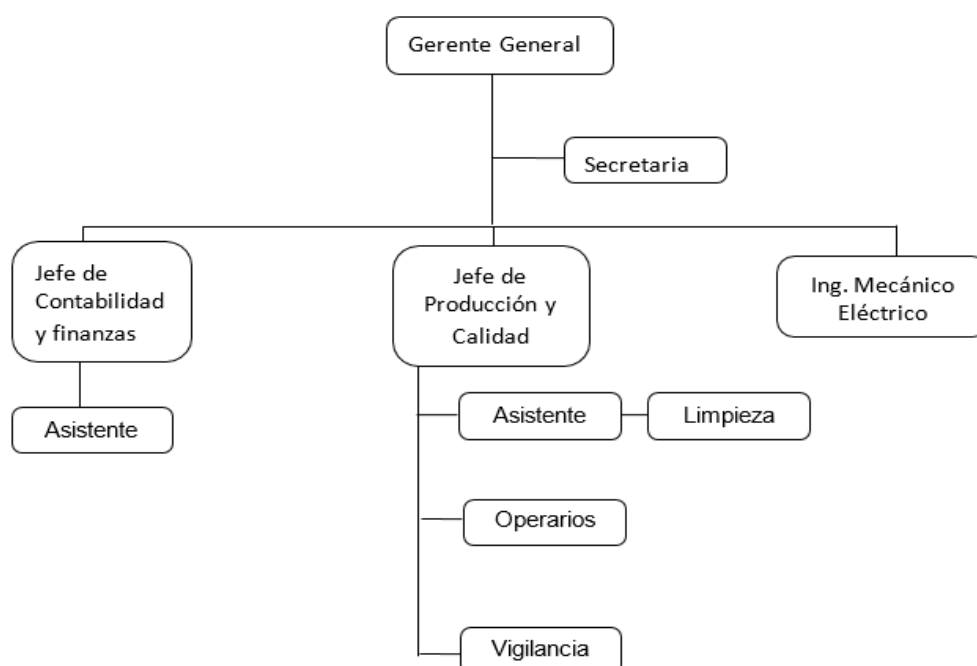 Gerente General
Secretaria
Jefe de
Contabilidad
y finanzas
Jefe de
Producción y
Calidad
Ing. Mecánico
Eléctrico
Asistente
Asistente
Limpieza
Operarios
Vigilancia